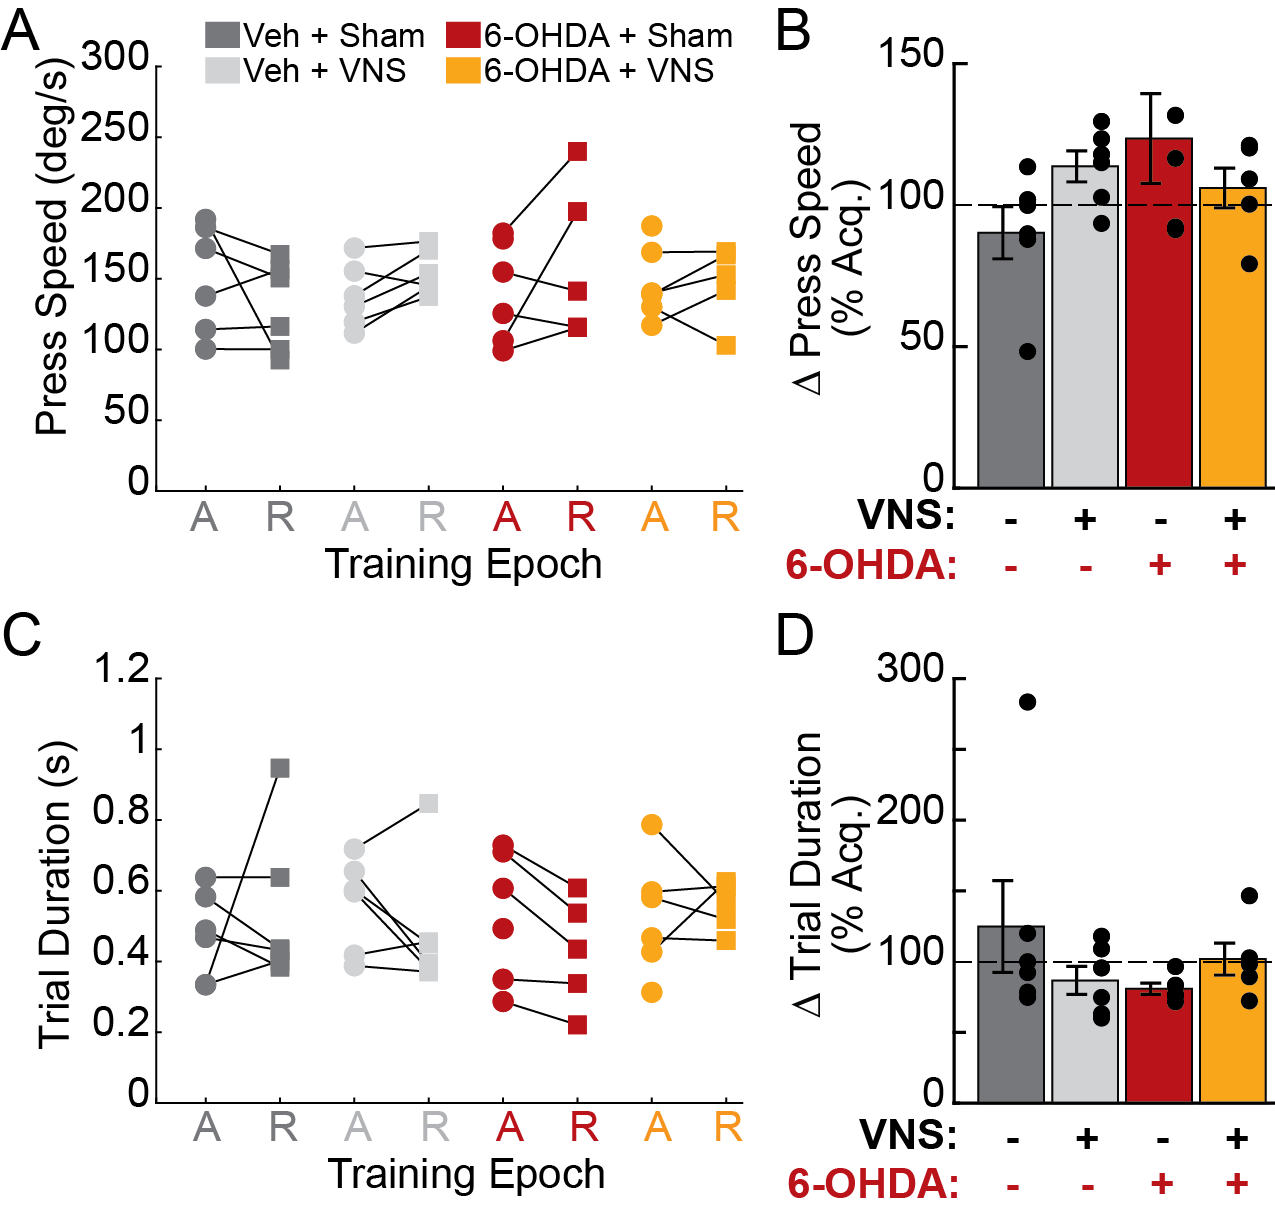 A
Veh + Sham
6-OHDA + Sham
Veh + VNS
6-OHDA + VNS
Press Speed (deg/s)
300
250
200
150
100
50
0
A R A R A R A R
Training Epoch
B
Δ Press Speed
(% Acq.)
150
100
50
0
VNS: - + - +
6-OHDA: - - + +
C
Trial Duration (s)
1.2
1
0.8
0.6
0.4
0.2
0
A R A R A R A R
Training Epoch
D
Δ Trial Duration
(% Acq.)
300
200
100
0
VNS: - + - +
6-OHDA: - - + +